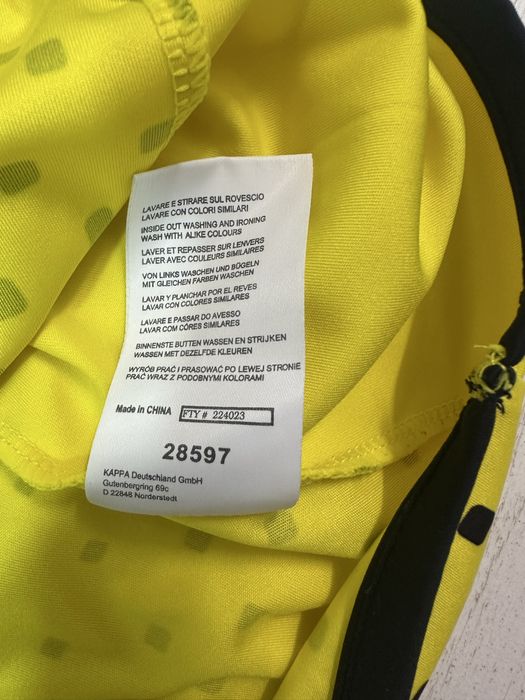 LAVARE E STIRARE SUL ROVESCIO
LAVARE CON COLORI SIMILARI
INSIDE OUT WASHING AND IRONING
WASH WITH ALIKE COLOURS
LAVER ET REPASSER SUR L'ENVERS
LAVER AVEC COULEURS SIMILAIRES
VON LINKS WASCHEN UND BÜGELN
MIT GLEICHEN FARBEN WASCHEN
LAVAR Y PLANCHAR POR EL REVES
LAVAR CON COLORES SIMILARES
LAVARE E PASSAR DO AVESSO
LAVAR COM CÔRES SIMILARES
BINNENSTE BUTTEN WASSEN EN STRIJKEN
WASSEN MET DEZELFDE KLEUREN
WYRÓB PRAĆ I PRASOWAĆ PO LEWEJ STRONIE
PRAĆ WRAZ Z PODOBNYMI KOLORAMI
Made in CHINA FTY # 224023
28597
KAPPA Deutschland GmbH
Gutenbergring 69c
D 22848 Norderstedt